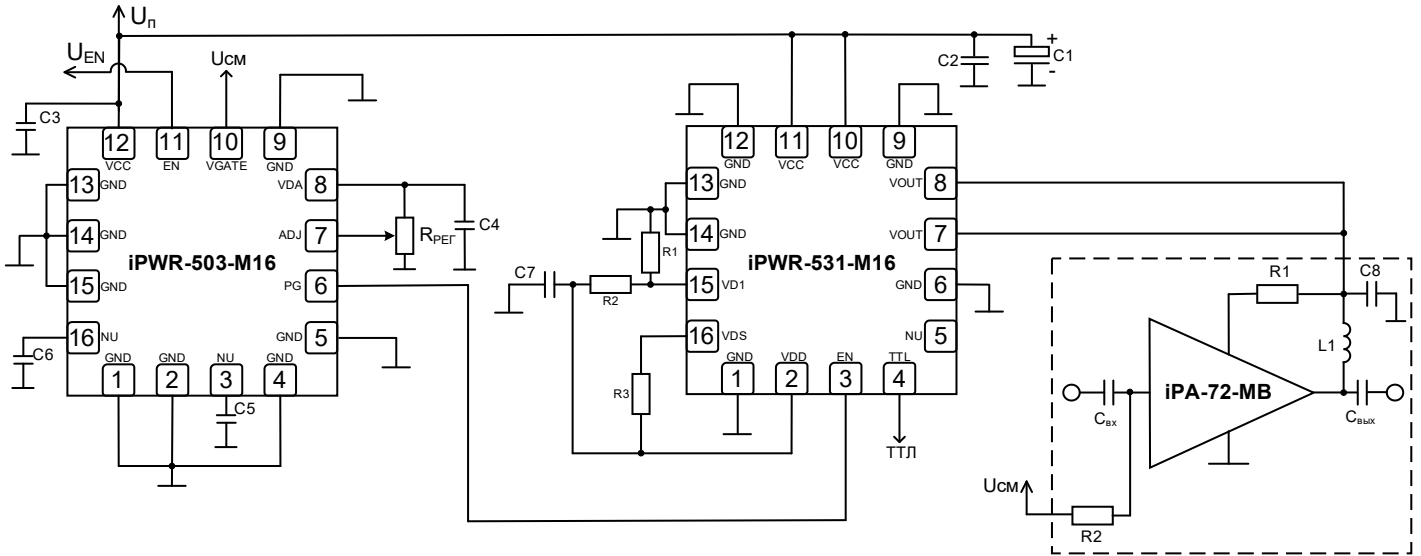 Uп
UEN
Uсм
C3
12
11
10
9
VCC
EN
VGATE
GND
13
GND
14
GND
15
GND
16
NU
C6
8
VDA
7
ADJ
6
PG
5
GND
RРЕГ
C4
iPWR-503-M16
GND
GND
NU
GND
1
2
3
4
C5
C2
+
C1
-
12
11
10
9
GND
VCC
VCC
GND
13
GND
14
GND
15
VD1
16
VDS
R1
R2
C7
R3
VOUT
8
VOUT
7
GND
6
NU
5
iPWR-531-M16
GND
VDD
EN
TTL
1
2
3
4
ТТЛ
R1
C8
L1
iPA-72-MB
Cвх
Cвых
Uсм
R2